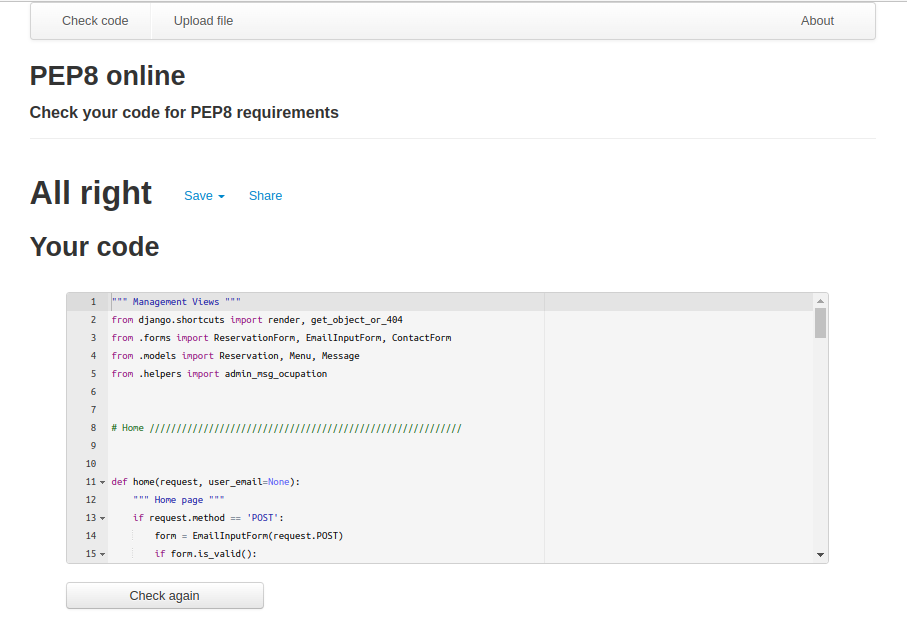 Check code Upload file About
PEP8 online
Check your code for PEP8 requirements
All right Save Share
Your code
1 """ Management Views """
2 from django.shortcuts import render, get_object_or_404
3 from .forms import ReservationForm, EmailInputForm, ContactForm
4 from .models import Reservation, Menu, Message
5 from .helpers import admin_msg_ocupation
6
7
8 # Home //////////////////////////////////////////////////////////
9
10
11 def home(request, user_email=None):
12     """ Home page """
13     if request.method == 'POST':
14         form = EmailInputForm(request.POST)
15         if form.is_valid():
Check again